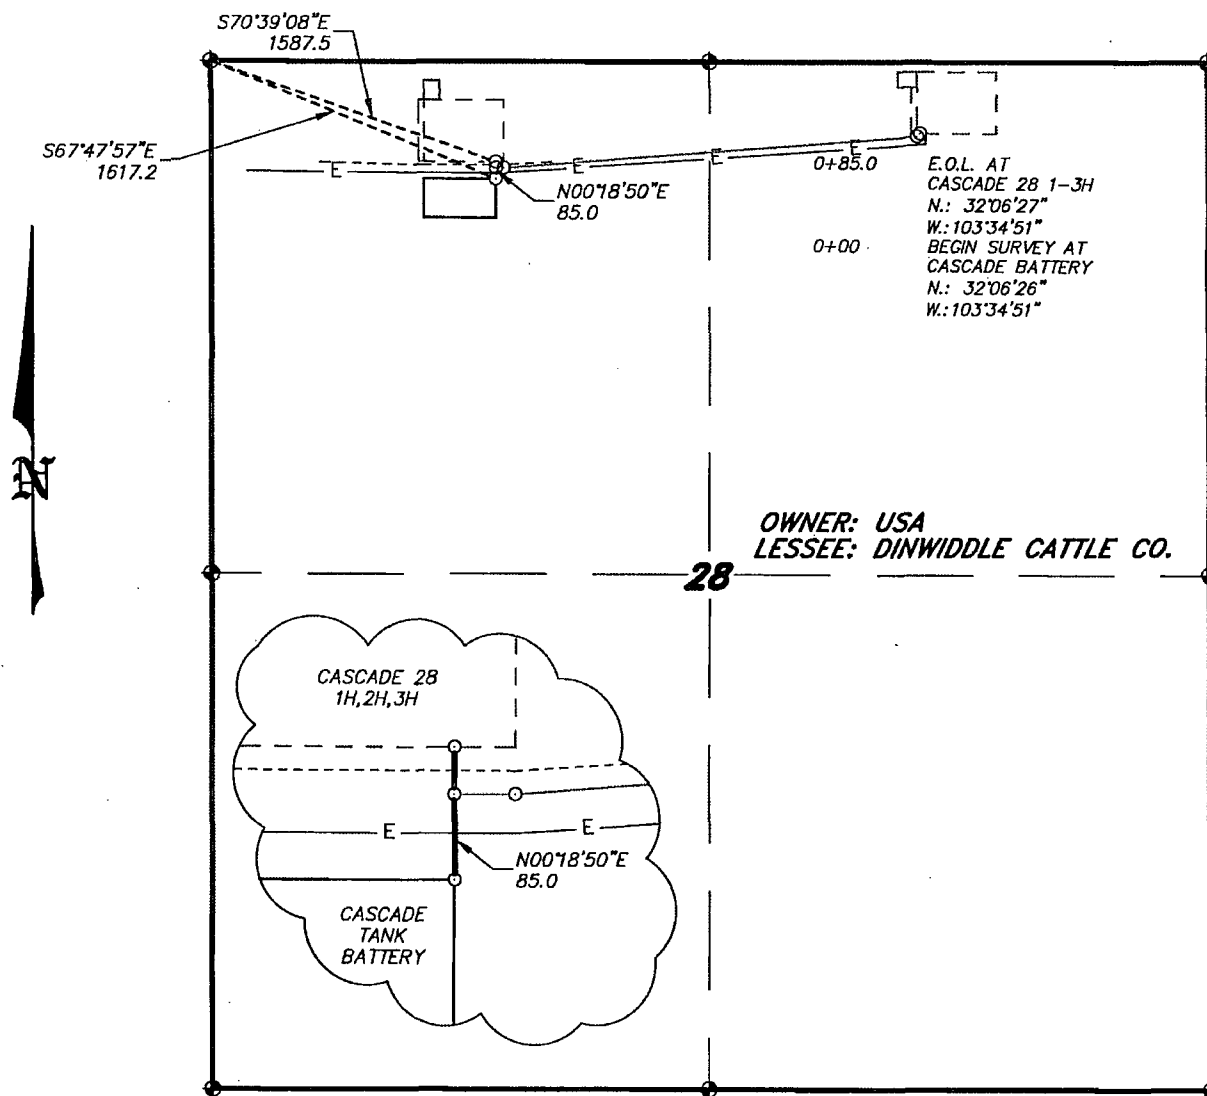 S70°39'08"E
1587.5
S67°47'57"E
1617.2
E
E
E
E
N00°18'50"E
85.0
0+85.0 E.O.L. AT
CASCADE 28 1-3H
N.: 32°06'27"
W.: 103°34'51"
0+00 BEGIN SURVEY AT
CASCADE BATTERY
N.: 32°06'26"
W.: 103°34'51"
N
OWNER: USA
LESSEE: DINWIDDLE CATTLE CO.
28
CASCADE 28
1H,2H,3H
E
E
N00°18'50"E
85.0
CASCADE
TANK
BATTERY